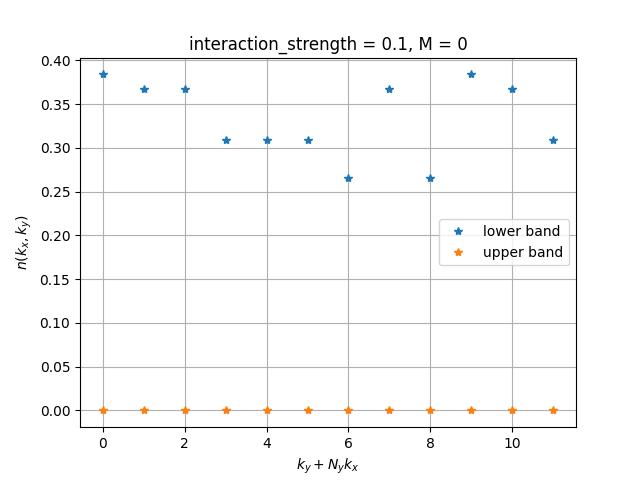 interaction_strength = 0.1, M = 0
0.40
0.35
0.30
0.25
0.20
0.15
0.10
0.05
0.00
n(k_x, k_y)
lower band
upper band
0 2 4 6 8 10
k_y + N_y k_x